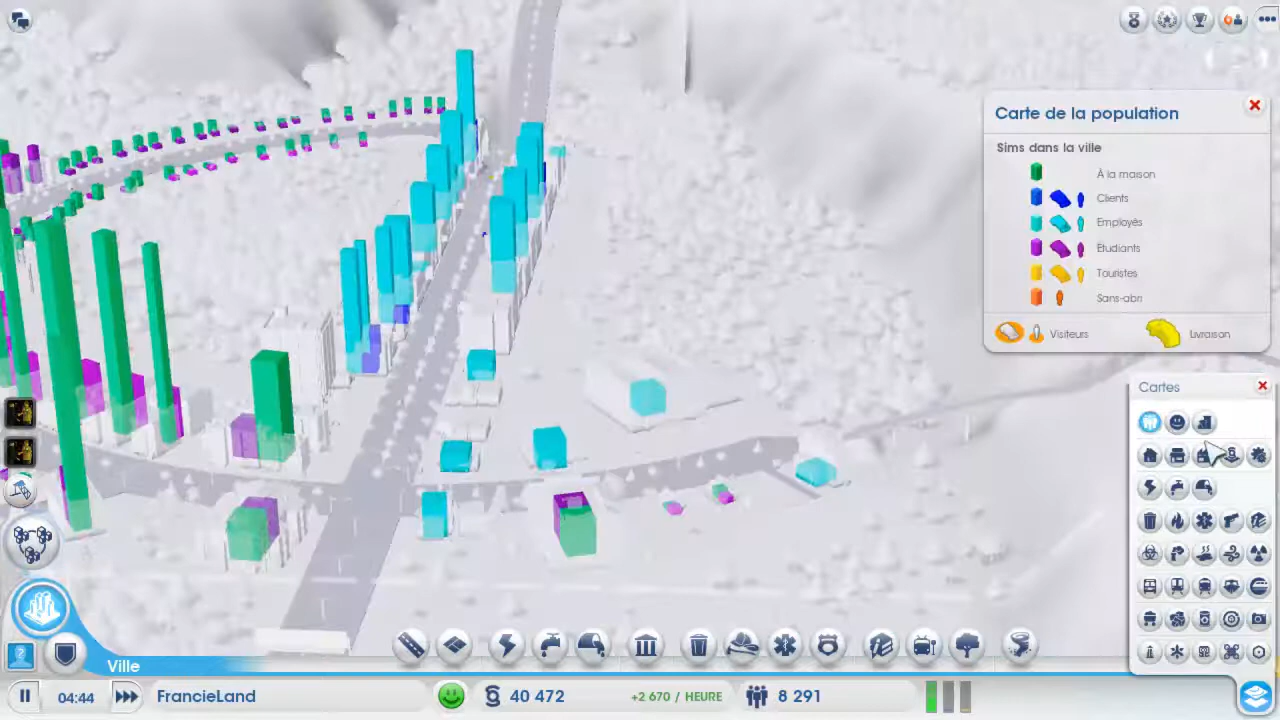 Carte de la population
Sims dans la ville
À la maison
Clients
Employés
Etudiants
Touristes
Sans-abri
Visiteurs
Livraison
Cartes
?
Ville
04:44
FrancieLand
40 472
+2 670 / HEURE
8 291